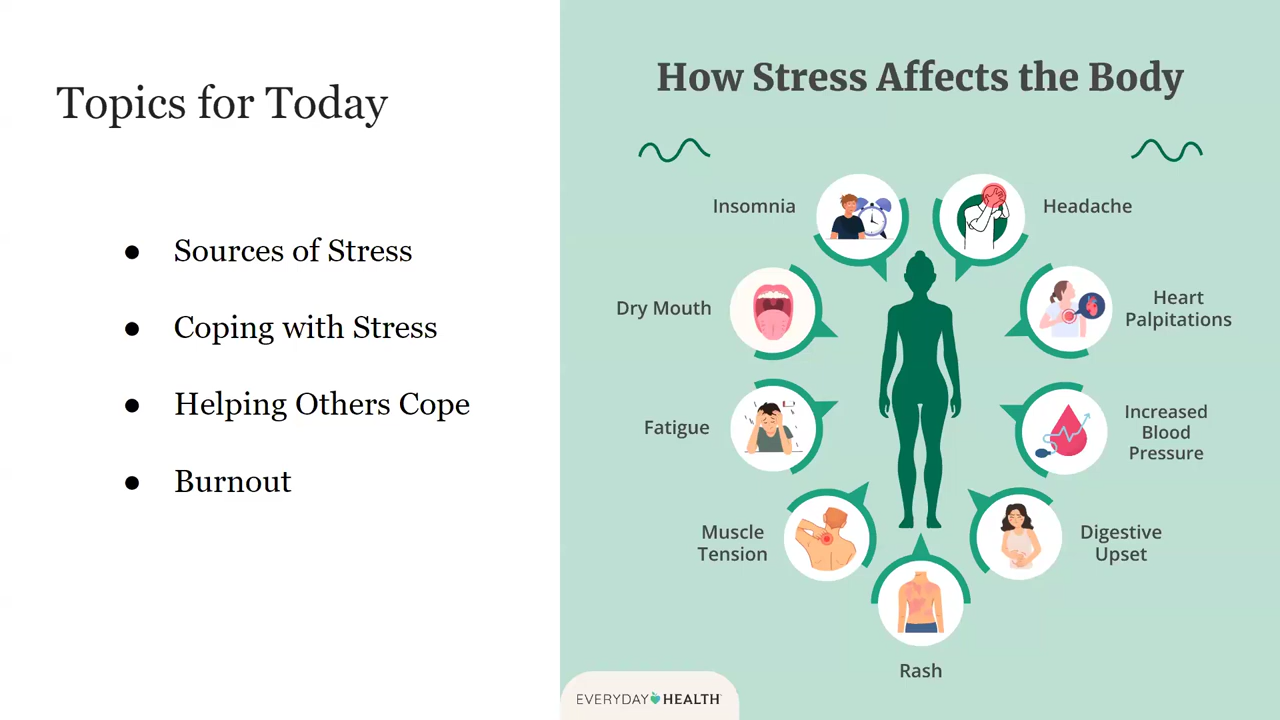 Topics for Today
● Sources of Stress
● Coping with Stress
● Helping Others Cope
● Burnout
How Stress Affects the Body
Insomnia
Headache
Dry Mouth
Heart
Palpitations
Fatigue
Increased
Blood
Pressure
Muscle
Tension
Digestive
Upset
Rash
EVERYDAY HEALTH